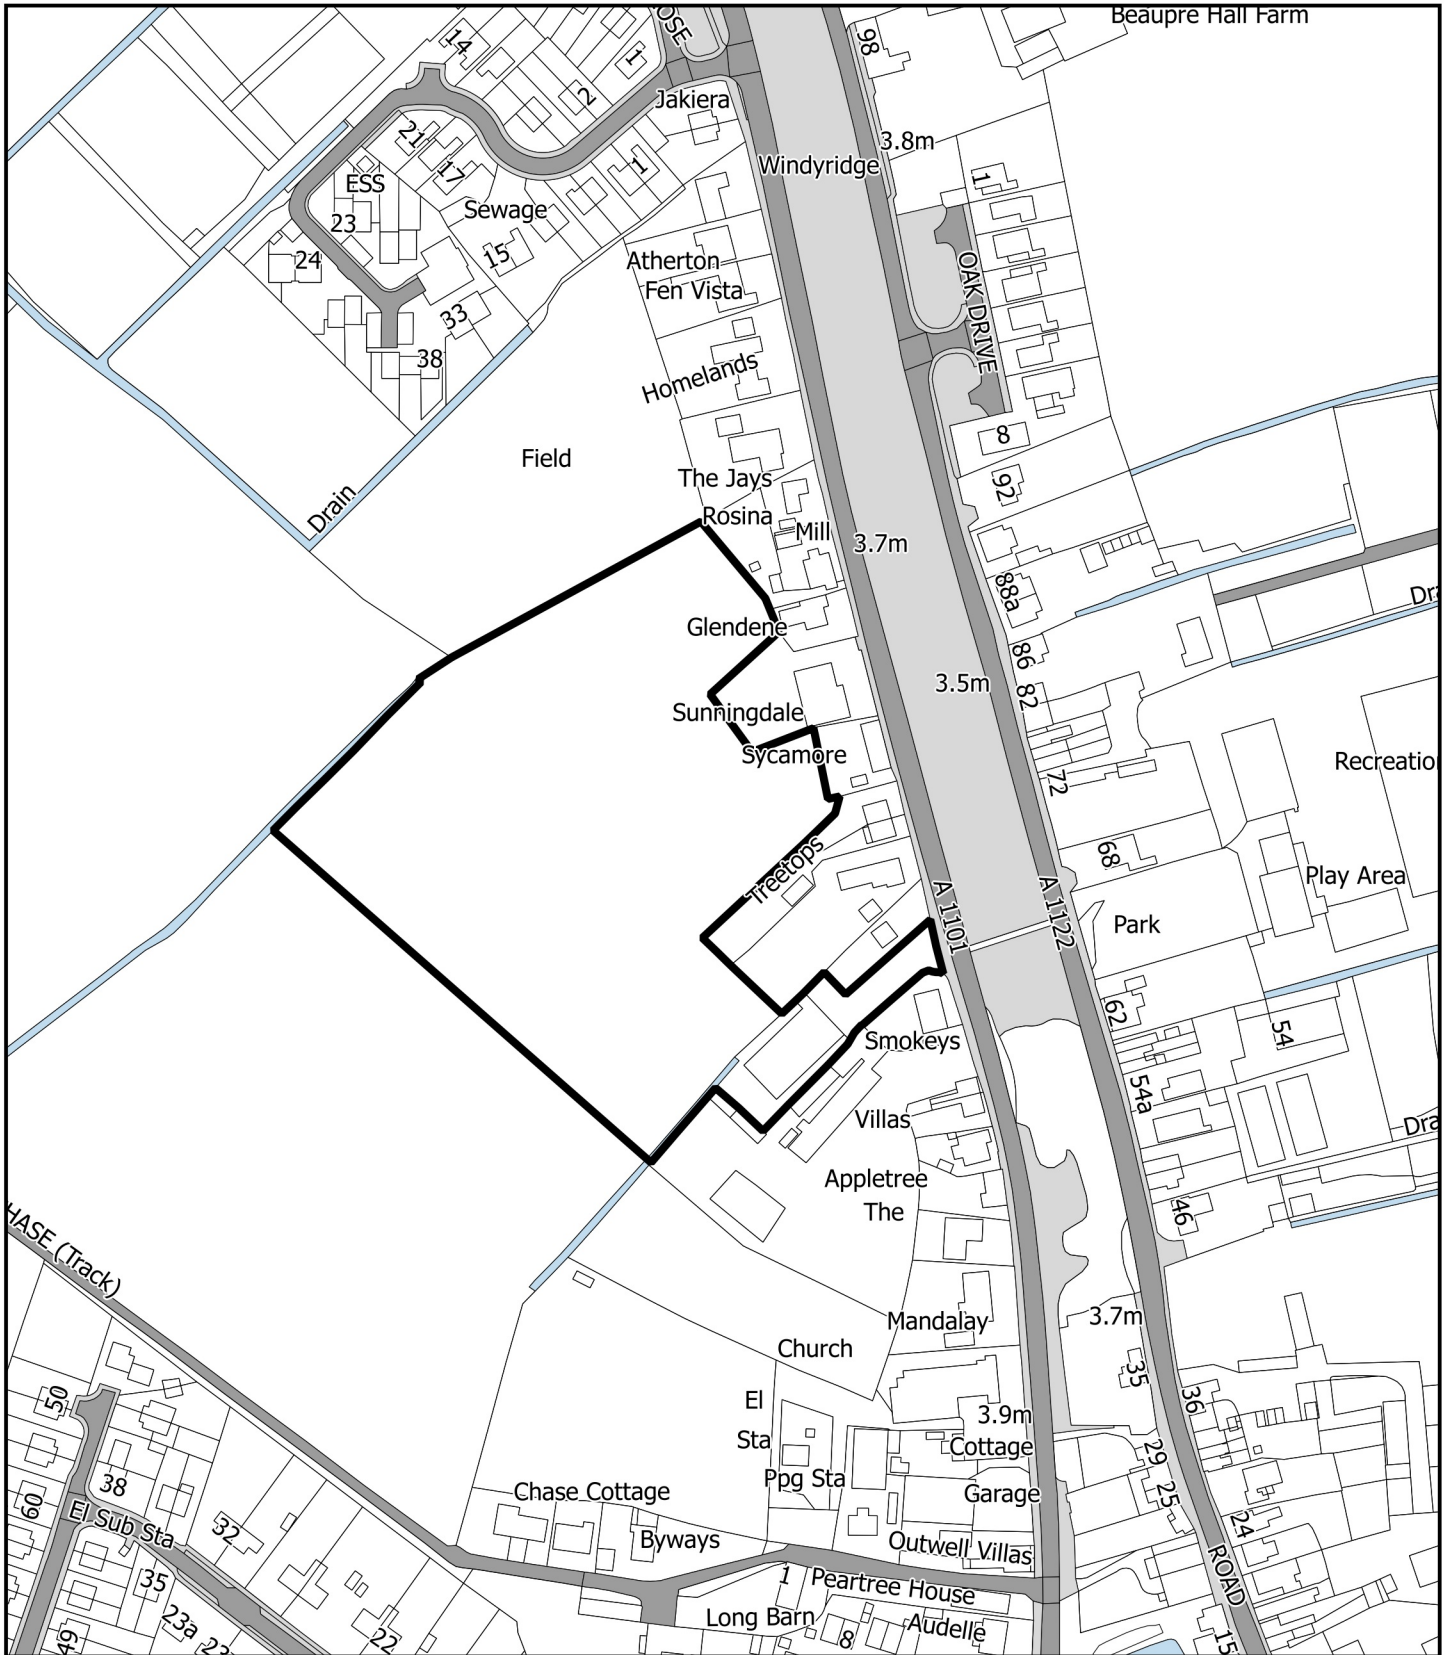 Beaupre Hall Farm
OSE
14
1
98
2
Jakiera
3.8m
21
17
1
Windyridge
1
ESS
23
Sewage
24
15
Atherton
Fen Vista
OAK DRIVE
33
38
Homelands
8
Field
The Jays
92
Drain
Rosina
Mill
3.7m
88a
Dra
Glendene
86
3.5m
82
Sunningdale
Sycamore
72
Recreation
68
Treetops
Play Area
A 1101
A 1122
Park
62
54
Smokeys
54a
Villas
Dra
Appletree
The
46
HASE (Track)
3.7m
Mandalay
Church
35
50
El
36
3.9m
Sta
Cottage
29
Ppg Sta
38
Chase Cottage
Garage
25
60
El Sub Sta
32
24
Byways
Outwell Villas
ROAD
35
1
Peartree House
23a
Long Barn
Audelle
8
49
23
22
15